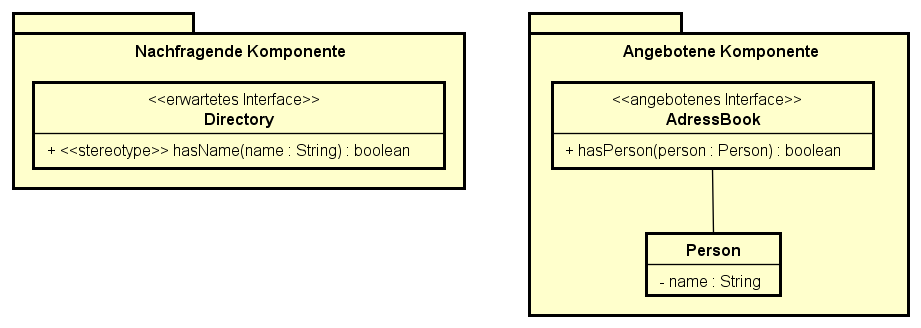 Nachfragende Komponente
<<erwartetes Interface>>
Directory
+ <<stereotype>> hasName(name : String) : boolean
Angebotene Komponente
<<angebotenes Interface>>
AdressBook
+ hasPerson(person : Person) : boolean
Person
- name : String